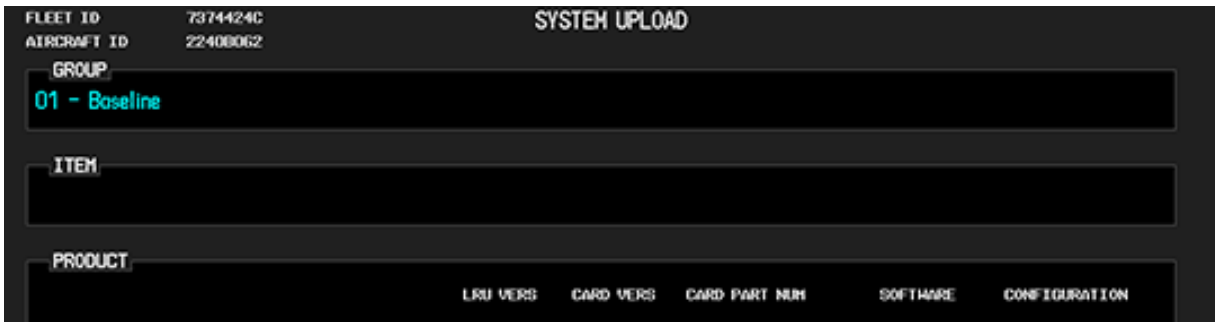 FLEET ID 7374424C SYSTEM UPLOAD
AIRCRAFT ID 2240B062
GROUP
01 - Baseline
ITEM
PRODUCT
LRU VERS CARD VERS CARD PART NUM SOFTWARE CONFIGURATION